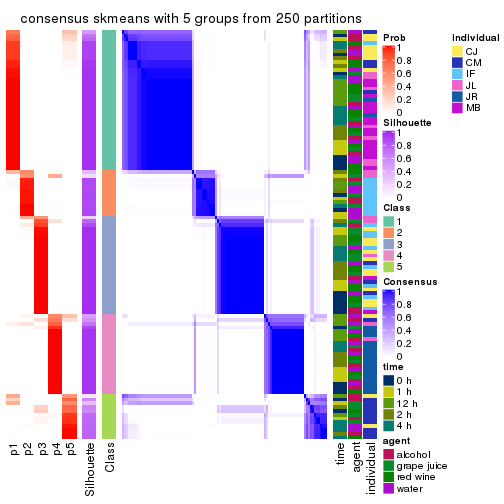 consensus skmeans with 5 groups from 250 partitions
Prob
1
0.8
0.6
0.4
0.2
0
Silhouette
1
0.8
0.6
0.4
0.2
0
Class
1
2
3
4
5
Consensus
1
0.8
0.6
0.4
0.2
0
time
0 h
1 h
12 h
2 h
4 h
agent
alcohol
grape juice
red wine
water
individual
CJ
CM
IF
JL
JR
MB
p1
p2
p3
p4
p5
Silhouette
Class
time
agent
individual